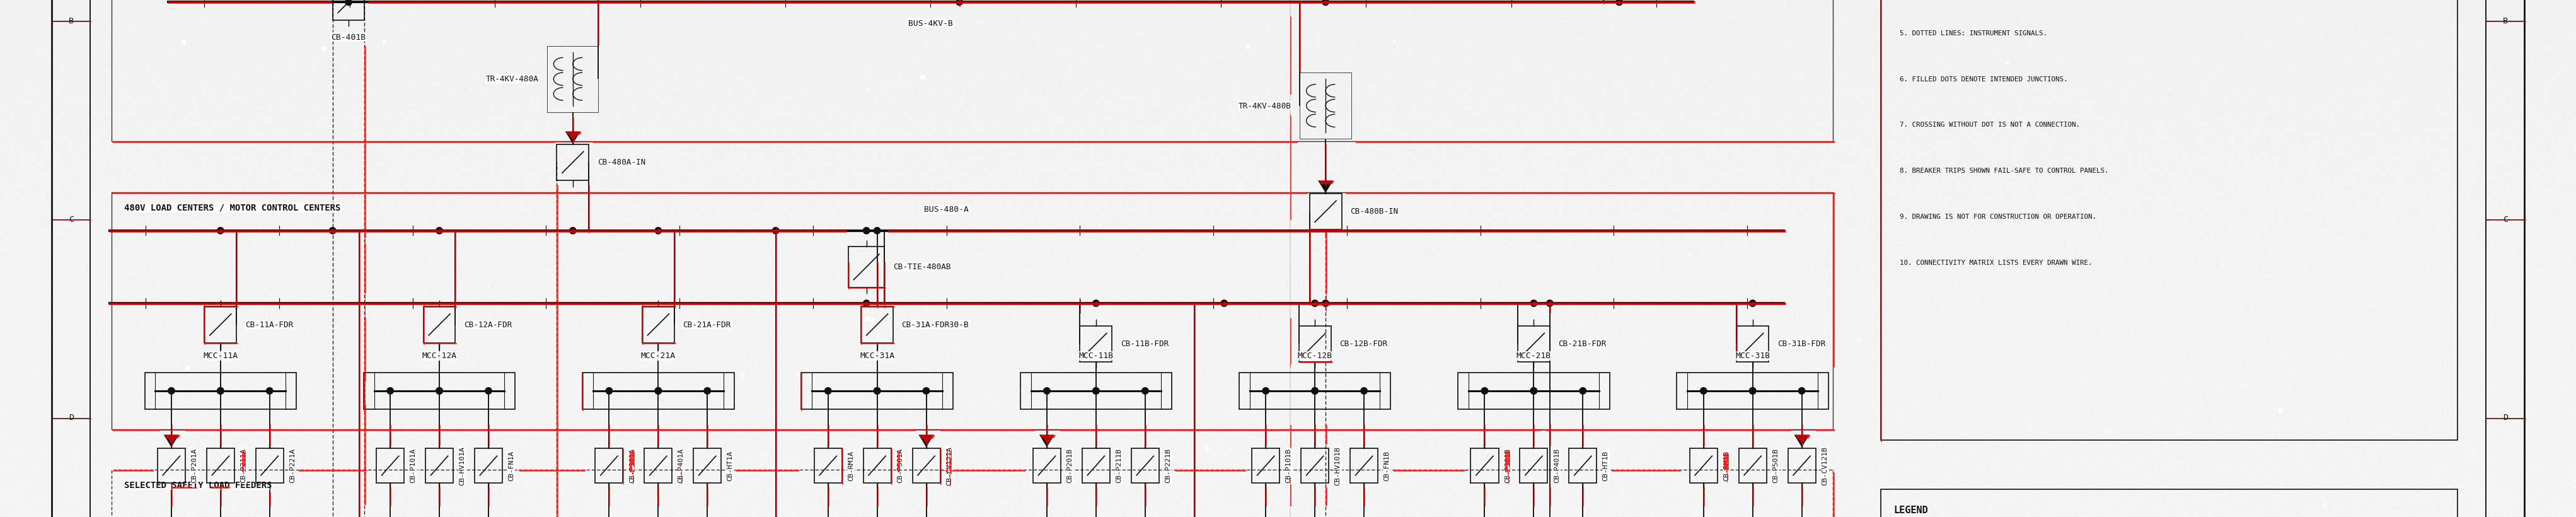 B
B
BUS-4KV-B
CB-401B
5. DOTTED LINES: INSTRUMENT SIGNALS.
TR-4KV-480A
6. FILLED DOTS DENOTE INTENDED JUNCTIONS.
TR-4KV-480B
7. CROSSING WITHOUT DOT IS NOT A CONNECTION.
CB-480A-IN
8. BREAKER TRIPS SHOWN FAIL-SAFE TO CONTROL PANELS.
480V LOAD CENTERS / MOTOR CONTROL CENTERS
BUS-480-A
CB-480B-IN
9. DRAWING IS NOT FOR CONSTRUCTION OR OPERATION.
C
C
CB-TIE-480AB
10. CONNECTIVITY MATRIX LISTS EVERY DRAWN WIRE.
CB-11A-FDR
CB-12A-FDR
CB-21A-FDR
CB-31A-FDR30-B
CB-11B-FDR
CB-12B-FDR
CB-21B-FDR
CB-31B-FDR
MCC-11A
MCC-12A
MCC-21A
MCC-31A
MCC-11B
MCC-12B
MCC-21B
MCC-31B
D
D
CB-P201A
CB-P221A
CB-P101A
CB-HV101A
CB-FN1A
CB-P401A
CB-HT1A
CB-RM1A
CB-P501A
CB-CV121A
CB-P201B
CB-P211B
CB-P221B
CB-P101B
CB-HV101B
CB-FN1B
CB-P401B
CB-HT1B
CB-P501B
CB-CV121B
SELECTED SAFETY LOAD FEEDERS
LEGEND